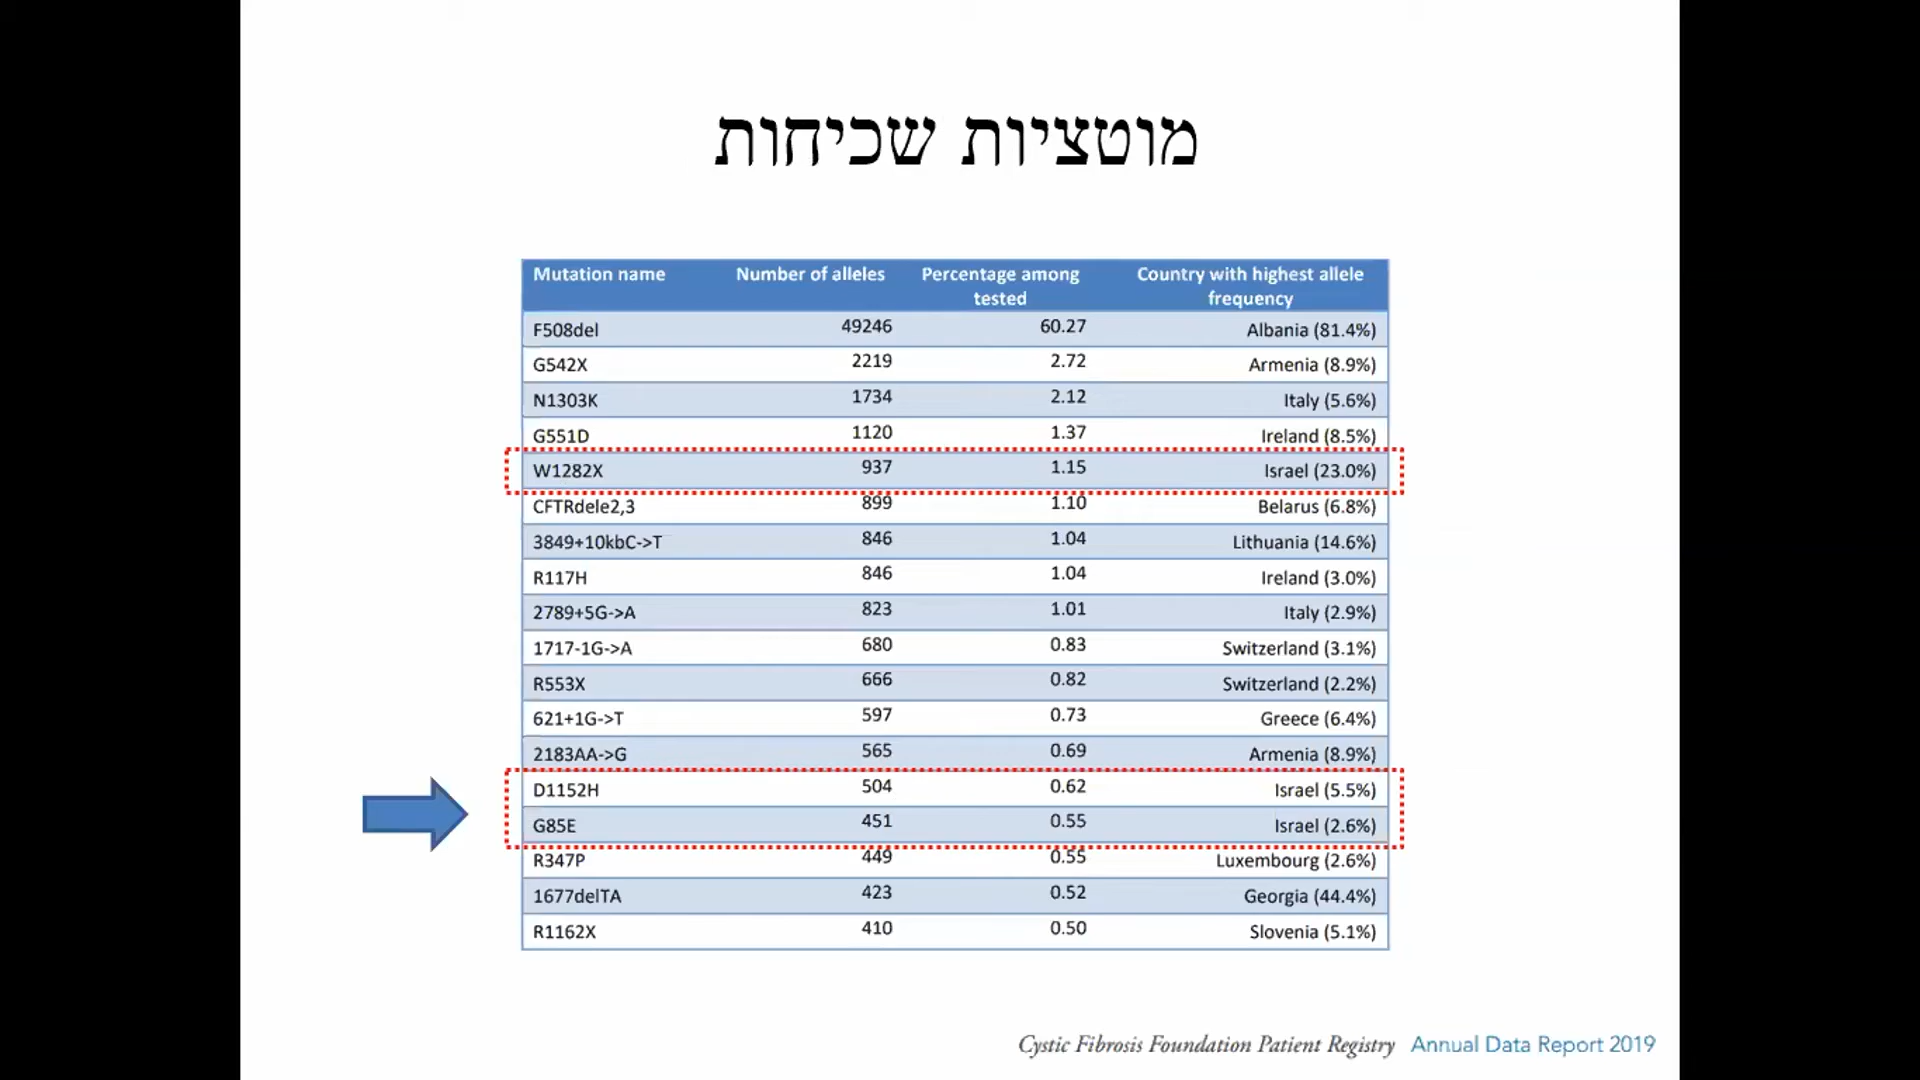 מוטציות שכיחות
Mutation name Number of alleles Percentage among tested Country with highest allele frequency
F508del 49246 60.27 Albania (81.4%)
G542X 2219 2.72 Armenia (8.9%)
N1303K 1734 2.12 Italy (5.6%)
G551D 1120 1.37 Ireland (8.5%)
W1282X 937 1.15 Israel (23.0%)
CFTRdele2,3 899 1.10 Belarus (6.8%)
3849+10kbC->T 846 1.04 Lithuania (14.6%)
R117H 846 1.04 Ireland (3.0%)
2789+5G->A 823 1.01 Italy (2.9%)
1717-1G->A 680 0.83 Switzerland (3.1%)
R553X 666 0.82 Switzerland (2.2%)
621+1G->T 597 0.73 Greece (6.4%)
2183AA->G 565 0.69 Armenia (8.9%)
D1152H 504 0.62 Israel (5.5%)
G85E 451 0.55 Israel (2.6%)
R347P 449 0.55 Luxembourg (2.6%)
1677delTA 423 0.52 Georgia (44.4%)
R1162X 410 0.50 Slovenia (5.1%)
Cystic Fibrosis Foundation Patient Registry Annual Data Report 2019